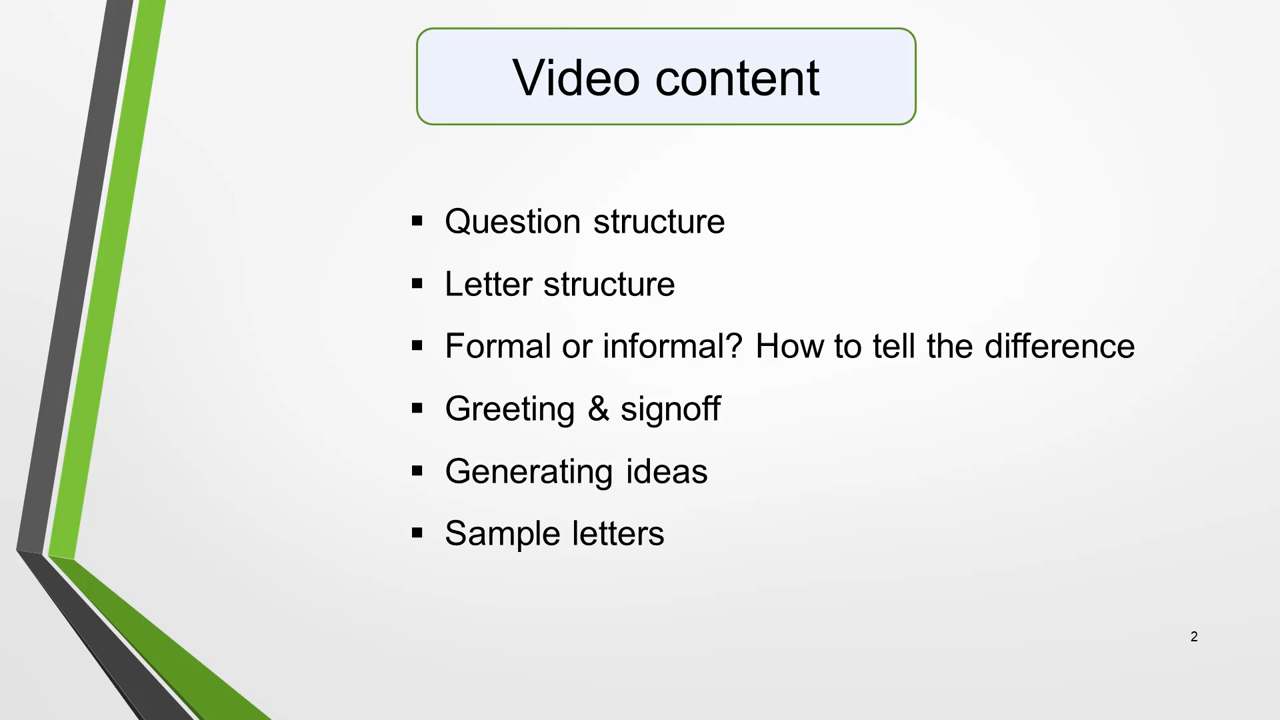 Video content
▪ Question structure
▪ Letter structure
▪ Formal or informal? How to tell the difference
▪ Greeting & signoff
▪ Generating ideas
▪ Sample letters
2